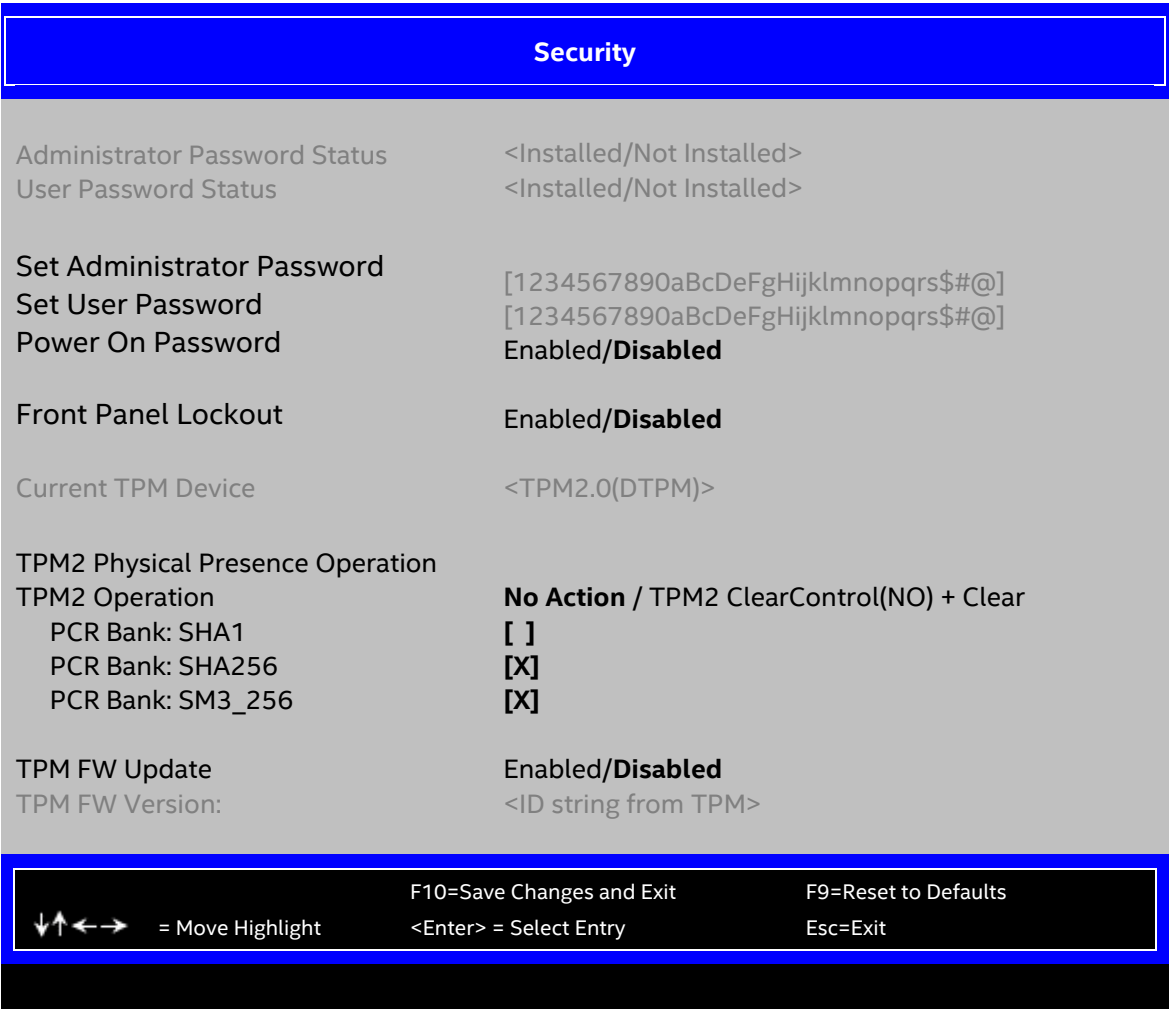 Security
Administrator Password Status <Installed/Not Installed>
User Password Status <Installed/Not Installed>
Set Administrator Password [1234567890aBcDeFgHijklmnopqrs$#@]
Set User Password [1234567890aBcDeFgHijklmnopqrs$#@]
Power On Password Enabled/Disabled
Front Panel Lockout Enabled/Disabled
Current TPM Device <TPM2.0(DTPM)>
TPM2 Physical Presence Operation
TPM2 Operation No Action / TPM2 ClearControl(NO) + Clear
PCR Bank: SHA1 [ ]
PCR Bank: SHA256 [X]
PCR Bank: SM3_256 [X]
TPM FW Update Enabled/Disabled
TPM FW Version: <ID string from TPM>
F10=Save Changes and Exit F9=Reset to Defaults
↓↑←→ = Move Highlight <Enter> = Select Entry Esc=Exit